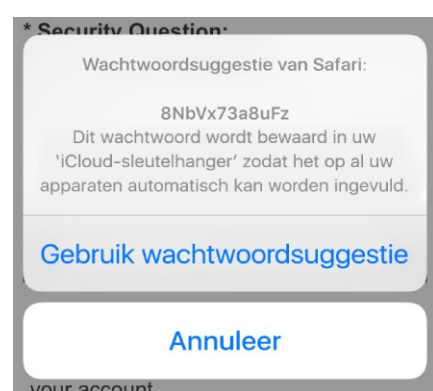 * Security Question:
Wachtwoordsuggestie van Safari:
8NbVx73a8uFz
Dit wachtwoord wordt bewaard in uw
‘iCloud-sleutelhanger’ zodat het op al uw
apparaten automatisch kan worden ingevuld.
Gebruik wachtwoordsuggestie
Annuleer
your account